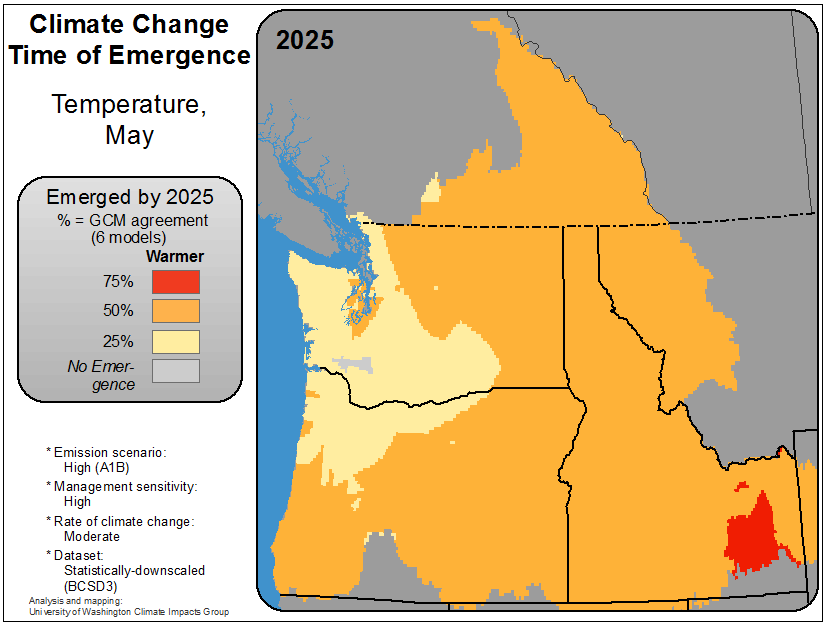 Climate Change
Time of Emergence
Temperature,
May
Emerged by 2025
% = GCM agreement
(6 models)
Warmer
75%
50%
25%
No Emer-
gence
* Emission scenario:
High (A1B)
* Management sensitivity:
High
* Rate of climate change:
Moderate
* Dataset:
Statistically-downscaled
(BCSD3)
Analysis and mapping:
University of Washington Climate Impacts Group
2025